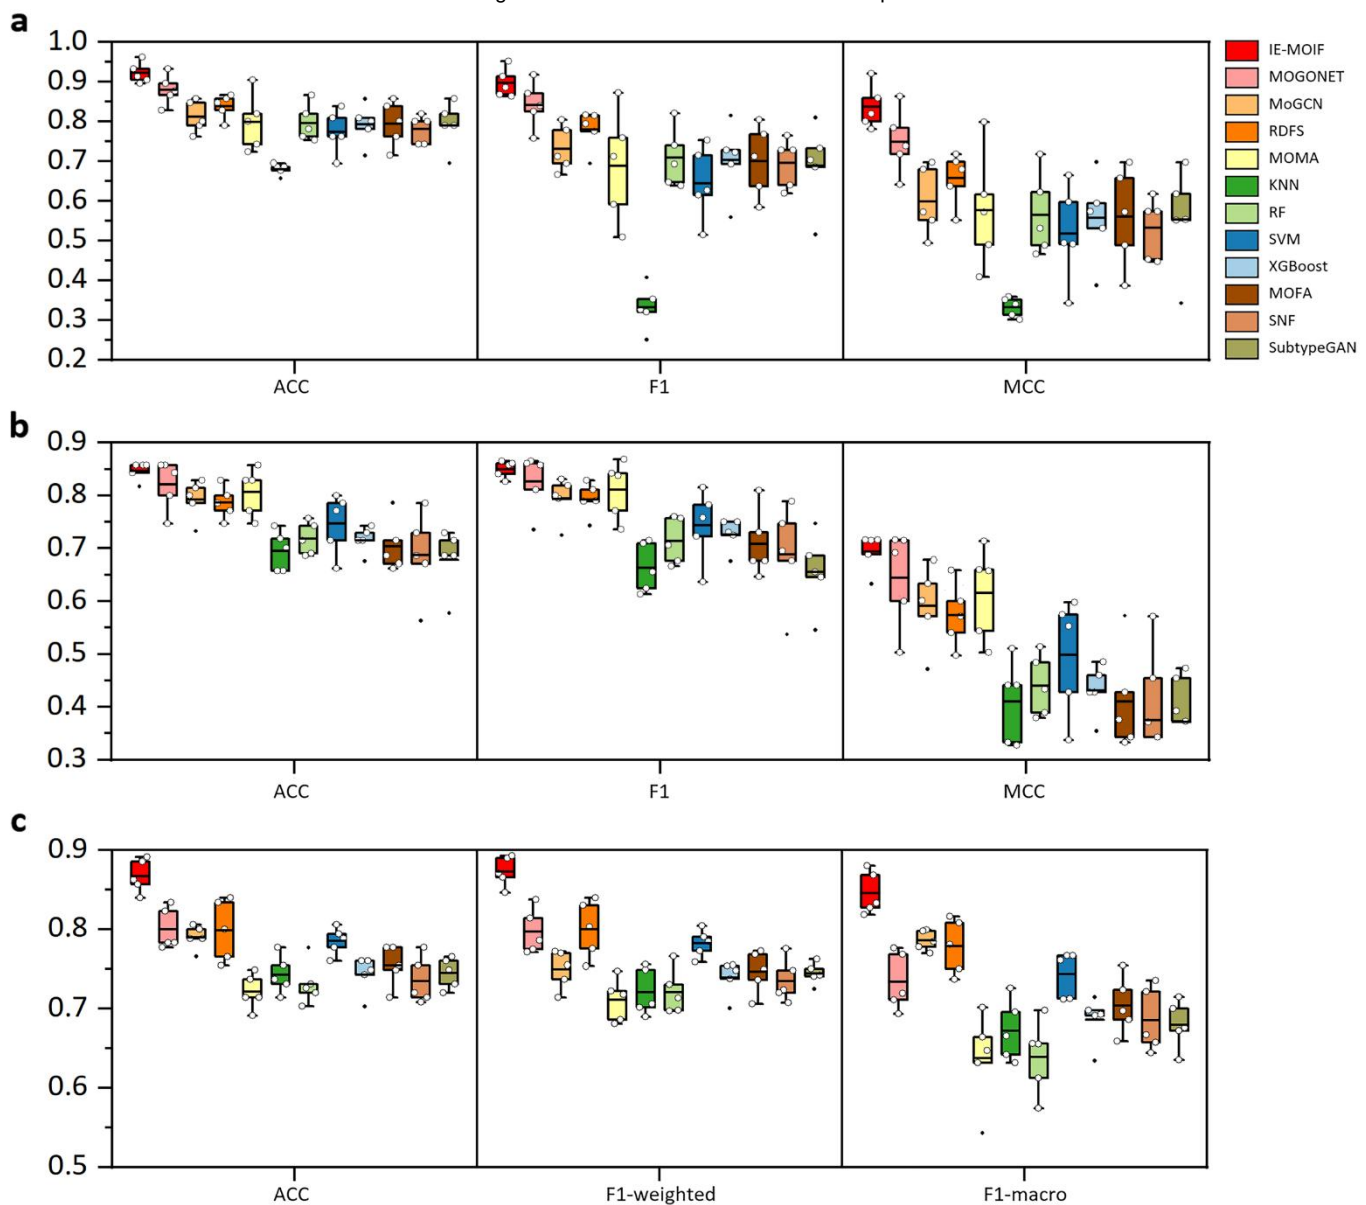 a
1.0
0.9
0.8
0.7
0.6
0.5
0.4
0.3
0.2
ACC
F1
MCC
IE-MOIF
MOGONET
MoGCN
RDFS
MOMA
KNN
RF
SVM
XGBoost
MOFA
SNF
SubtypeGAN
b
0.9
0.8
0.7
0.6
0.5
0.4
0.3
ACC
F1
MCC
c
0.9
0.8
0.7
0.6
0.5
ACC
F1-weighted
F1-macro